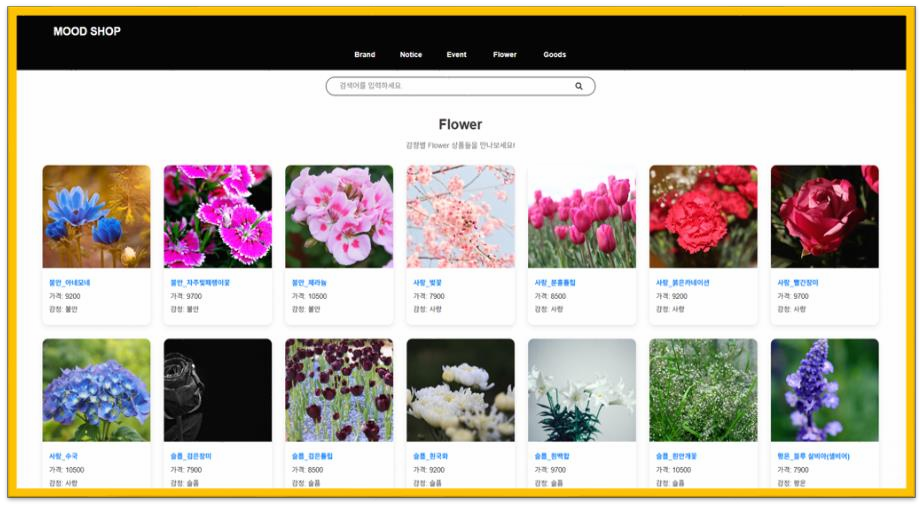 MOOD SHOP
Brand Notice Event Flower Goods
검색어를 입력하세요.
Flower
감정별 Flower 상품들을 만나보세요!
불안_아네모네 불안_자주빛패랭이꽃 불안_제라늄 사랑_벚꽃 사랑_분홍튤립 사랑_붉은카네이션 사랑_빨간장미
가격: 9200 가격: 9700 가격: 10500 가격: 7900 가격: 8500 가격: 9200 가격: 9700
감정: 불안 감정: 불안 감정: 불안 감정: 사랑 감정: 사랑 감정: 사랑 감정: 사랑
사랑_수국 슬픔_검은장미 슬픔_검은튤립 슬픔_흰국화 슬픔_흰백합 슬픔_흰안개꽃 평온_블루 살비아(샐비어)
가격: 10500 가격: 7900 가격: 8500 가격: 9200 가격: 9700 가격: 10500 가격: 7900
감정: 사랑 감정: 슬픔 감정: 슬픔 감정: 슬픔 감정: 슬픔 감정: 슬픔 감정: 평온